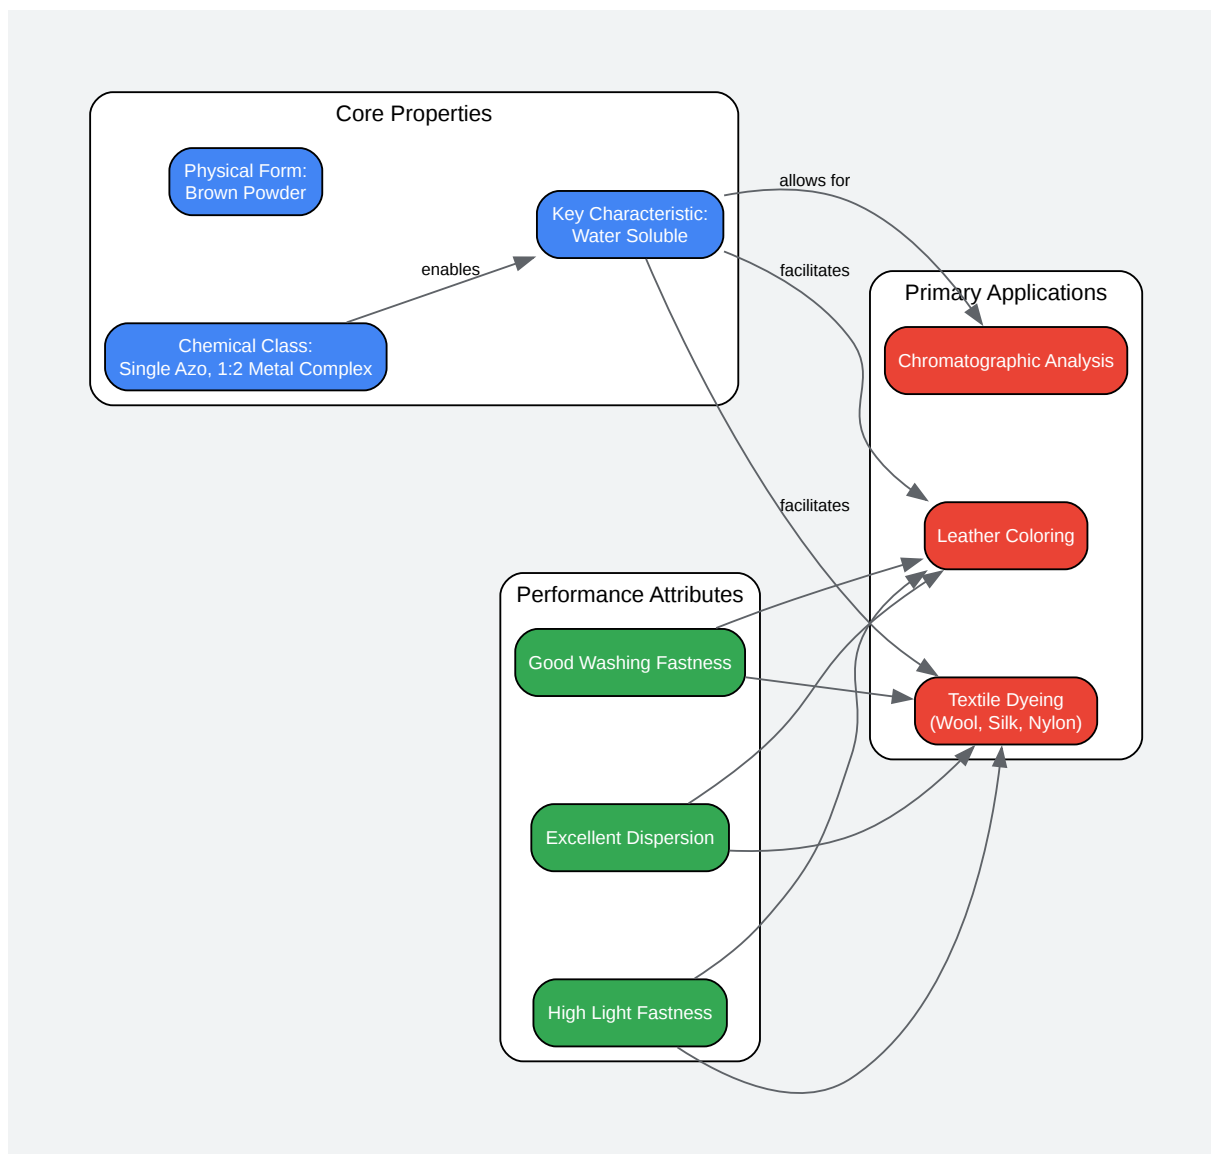 Core Properties
Physical Form:
Brown Powder
Key Characteristic:
Water Soluble
enables
Chemical Class:
Single Azo, 1:2 Metal Complex
allows for
facilitates
facilitates
Primary Applications
Chromatographic Analysis
Leather Coloring
Textile Dyeing
(Wool, Silk, Nylon)
Performance Attributes
Good Washing Fastness
Excellent Dispersion
High Light Fastness